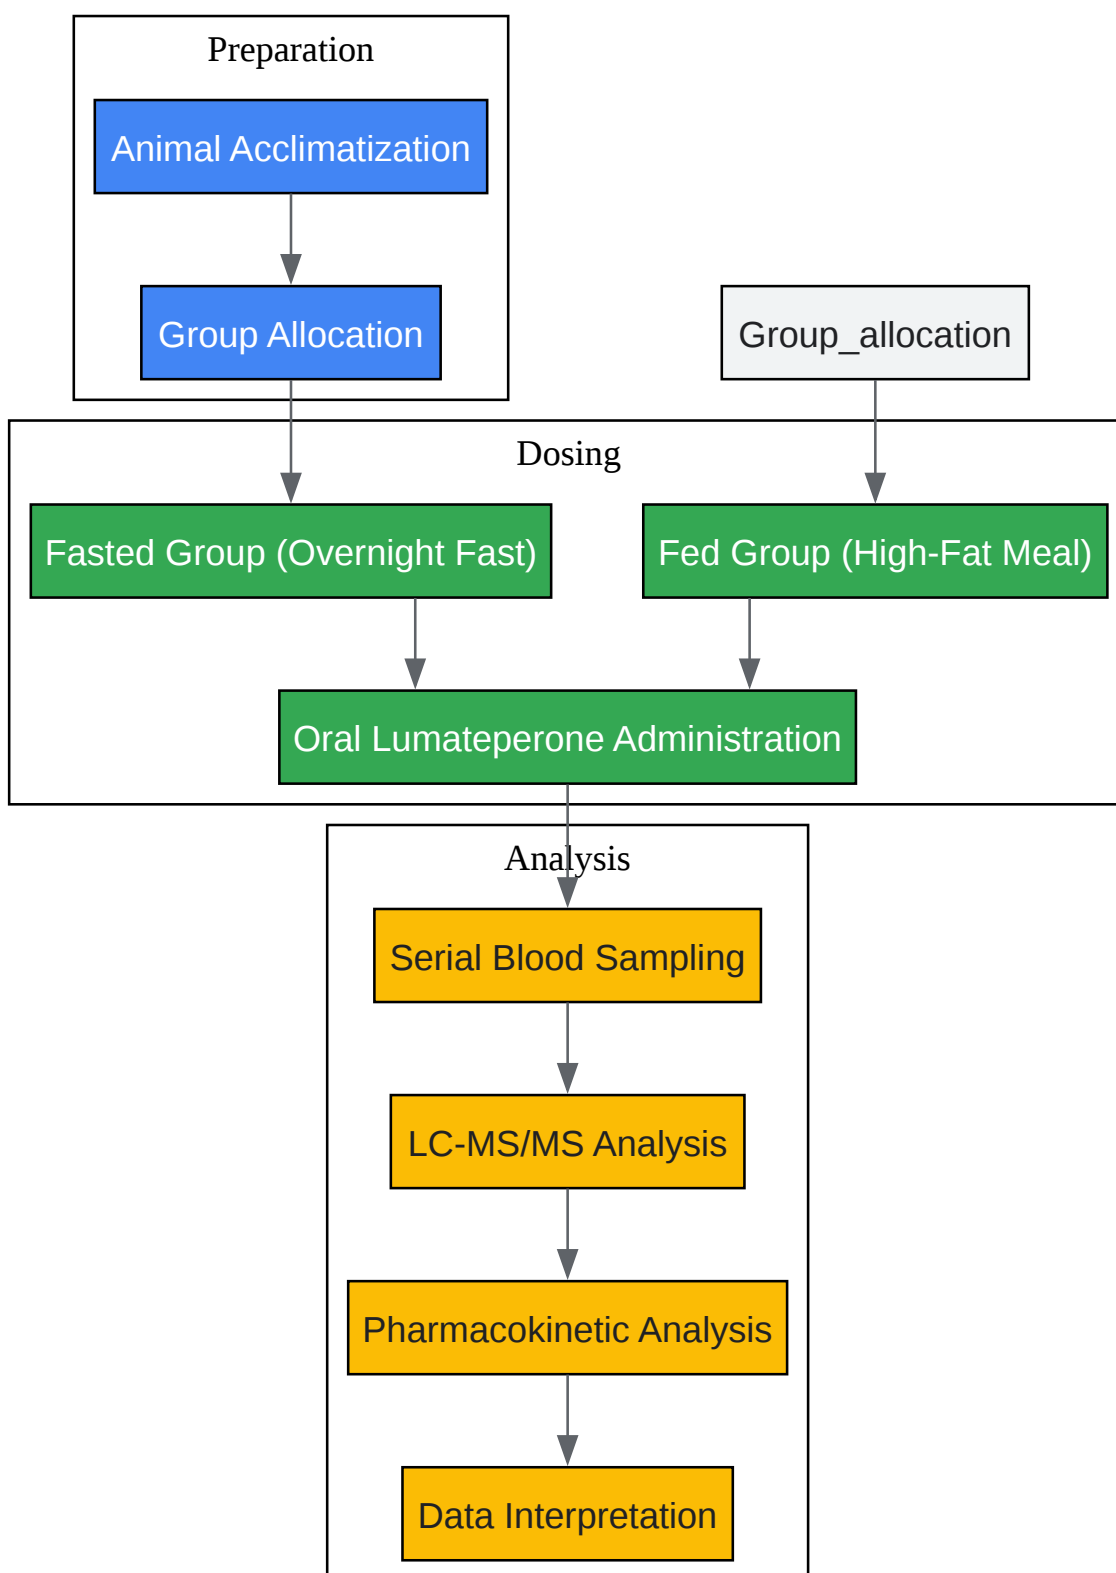 Preparation
Animal Acclimatization
Group Allocation
Group_allocation
Dosing
Fasted Group (Overnight Fast)
Fed Group (High-Fat Meal)
Oral Lumateperone Administration
Analysis
Serial Blood Sampling
LC-MS/MS Analysis
Pharmacokinetic Analysis
Data Interpretation